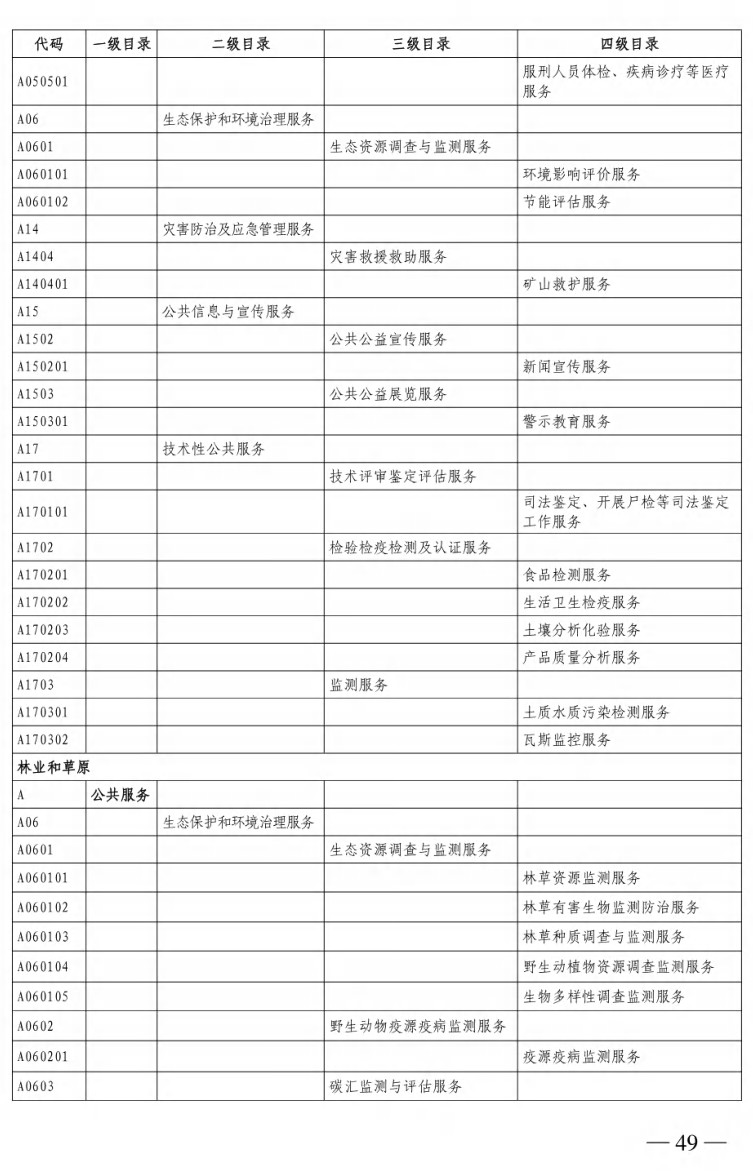 代码 一级目录 二级目录 三级目录 四级目录
A050501 服刑人员体检、疾病诊疗等医疗
服务
A06 生态保护和环境治理服务
A0601 生态资源调查与监测服务
A060101 环境影响评价服务
A060102 节能评估服务
A14 灾害防治及应急管理服务
A1404 灾害救援救助服务
A140401 矿山救护服务
A15 公共信息与宣传服务
A1502 公共公益宣传服务
A150201 新闻宣传服务
A1503 公共公益展览服务
A150301 警示教育服务
A17 技术性公共服务
A1701 技术评审鉴定评估服务
A170101 司法鉴定、开展尸检等司法鉴定
工作服务
A1702 检验检疫检测及认证服务
A170201 食品检测服务
A170202 生活卫生检疫服务
A170203 土壤分析化验服务
A170204 产品质量分析服务
A1703 监测服务
A170301 土质水质污染检测服务
A170302 瓦斯监控服务
林业和草原
A 公共服务
A06 生态保护和环境治理服务
A0601 生态资源调查与监测服务
A060101 林草资源监测服务
A060102 林草有害生物监测防治服务
A060103 林草种质调查与监测服务
A060104 野生动植物资源调查监测服务
A060105 生物多样性调查监测服务
A0602 野生动物疫源疫病监测服务
A060201 疫源疫病监测服务
A0603 碳汇监测与评估服务
— 49 —